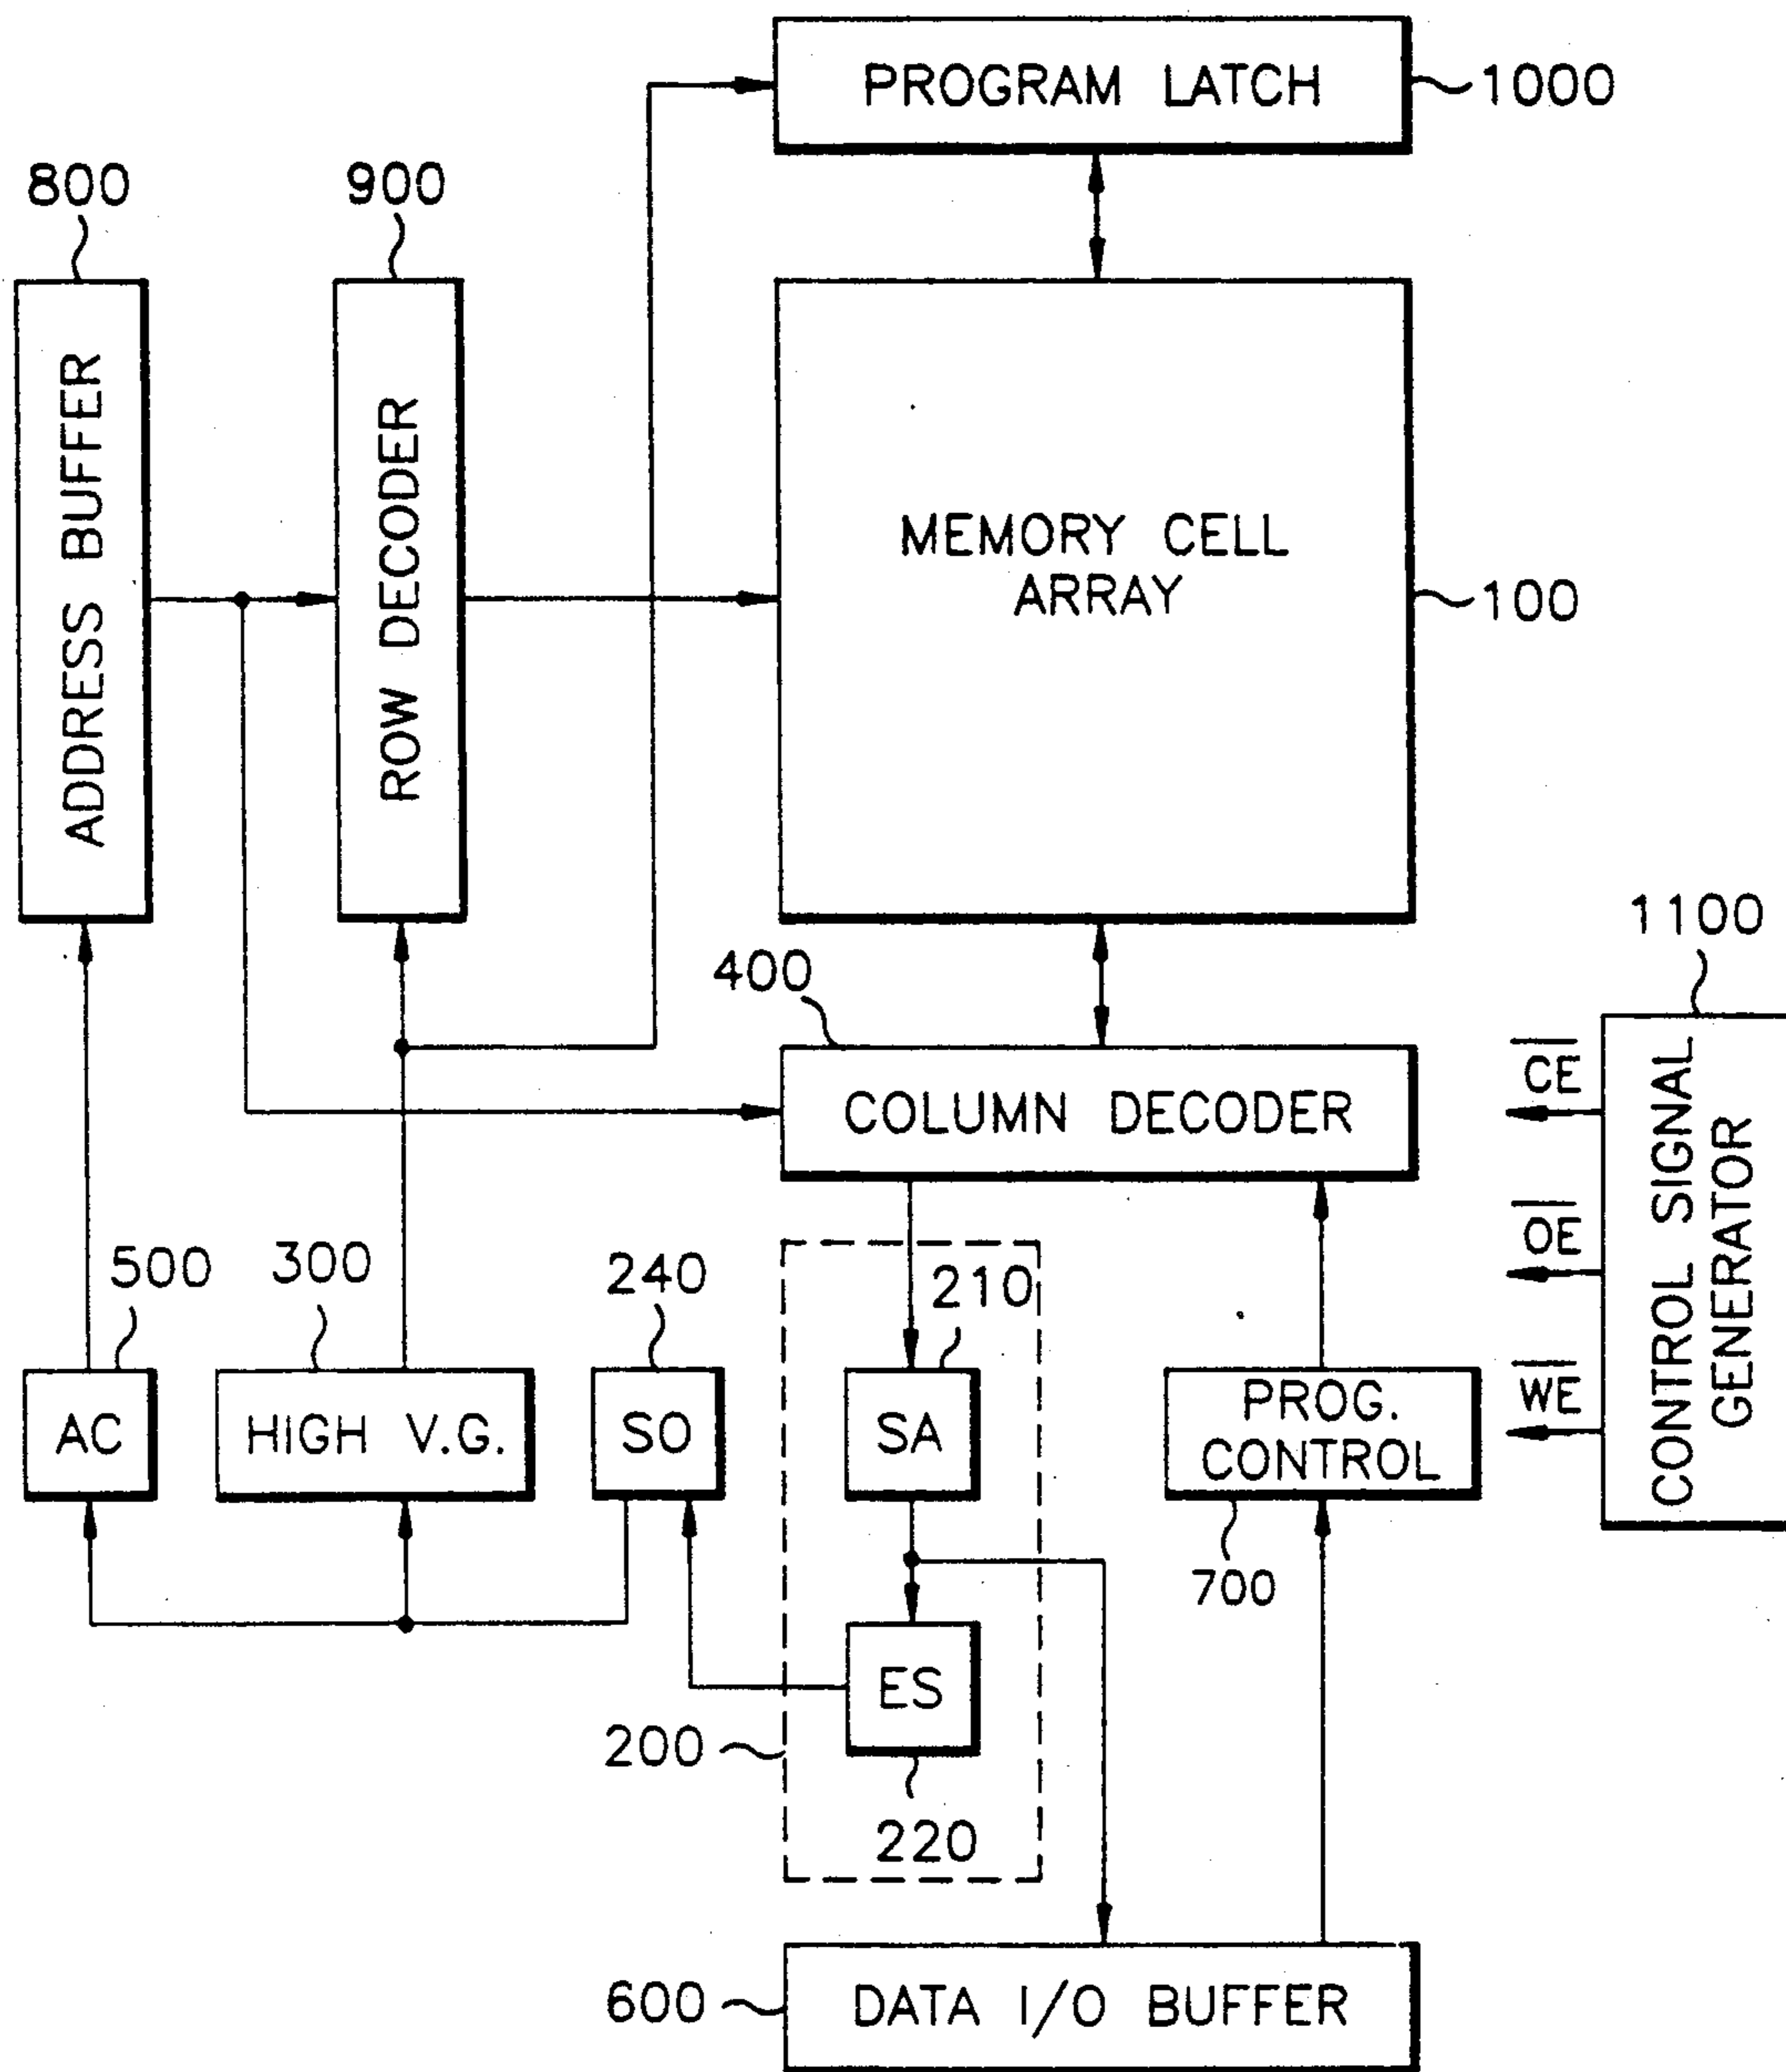 PROGRAM LATCH
1000
800
900
ADDRESS BUFFER
ROW DECODER
MEMORY CELL
ARRAY
100
1100
400
COLUMN DECODER
CE
OE
WE
CONTROL SIGNAL
GENERATOR
500
300
240
210
AC
HIGH V.G.
SO
SA
PROG.
CONTROL
700
ES
200
220
600
DATA I/O BUFFER